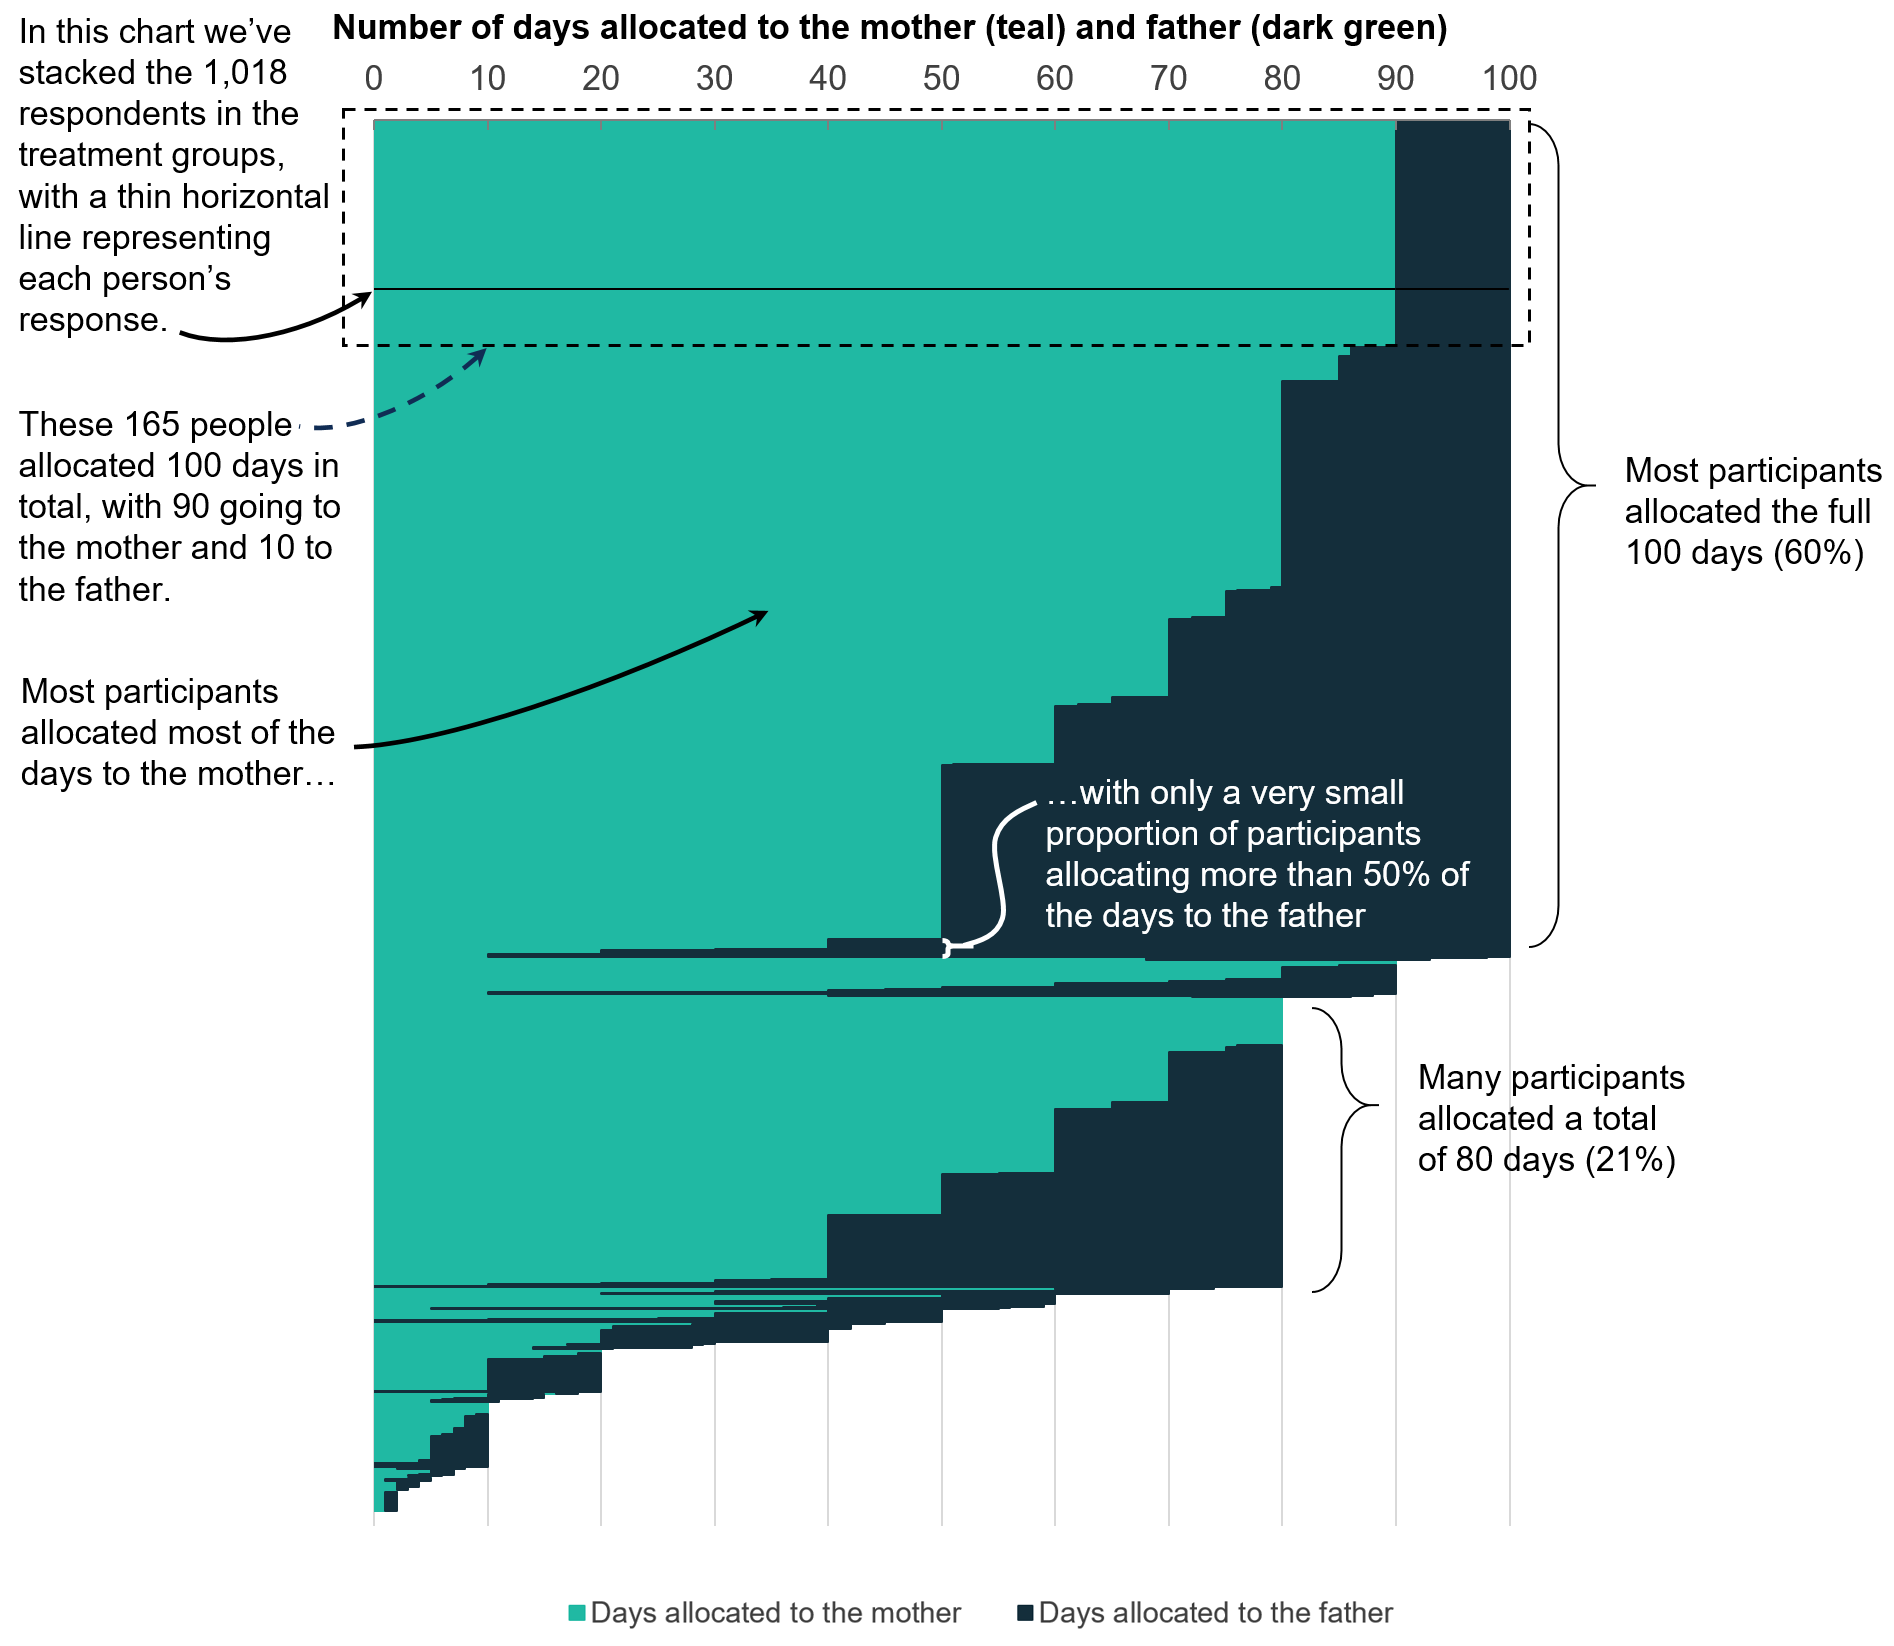 Number of days allocated to the mother (teal) and father (dark green)
0 10 20 30 40 50 60 70 80 90 100
In this chart we’ve
stacked the 1,018
respondents in the
treatment groups,
with a thin horizontal
line representing
each person’s
response.
These 165 people
allocated 100 days in
total, with 90 going to
the mother and 10 to
the father.
Most participants
allocated most of the
days to the mother…
…with only a very small
proportion of participants
allocating more than 50% of
the days to the father
Most participants
allocated the full
100 days (60%)
Many participants
allocated a total
of 80 days (21%)
Days allocated to the mother
Days allocated to the father